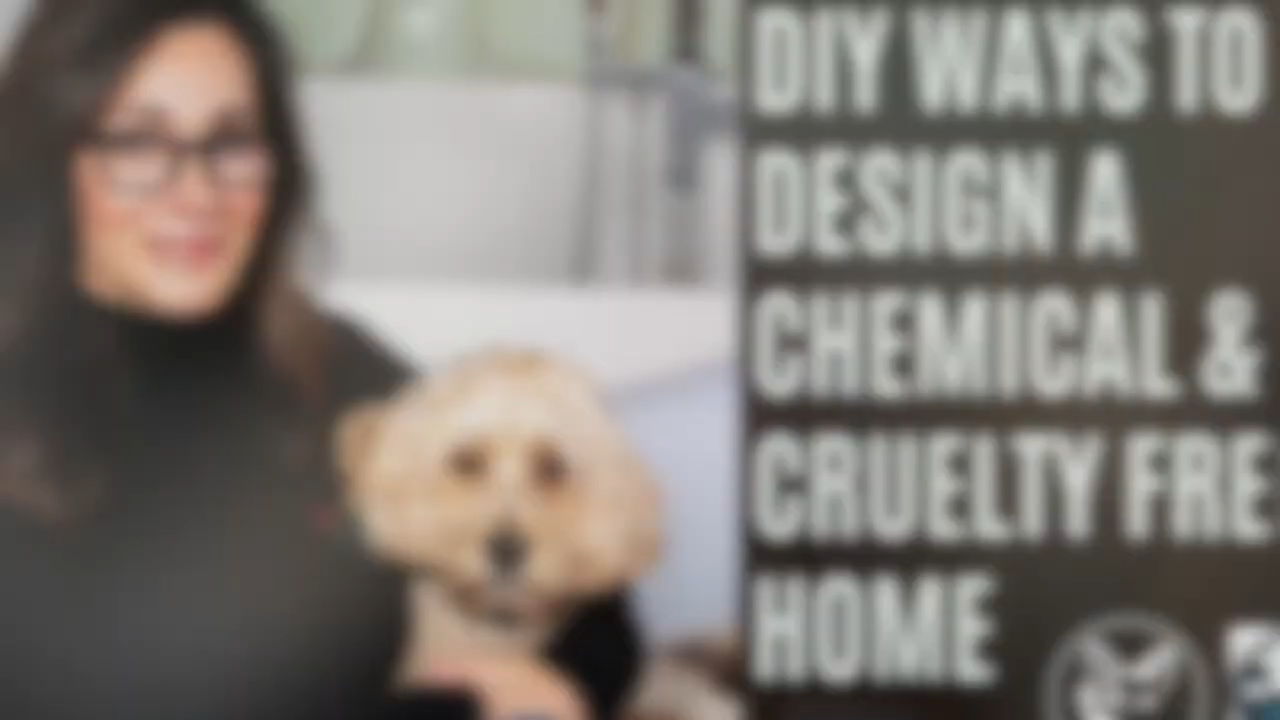 DIY WAYS TO
DESIGN A
CHEMICAL &
CRUELTY FRE
HOME